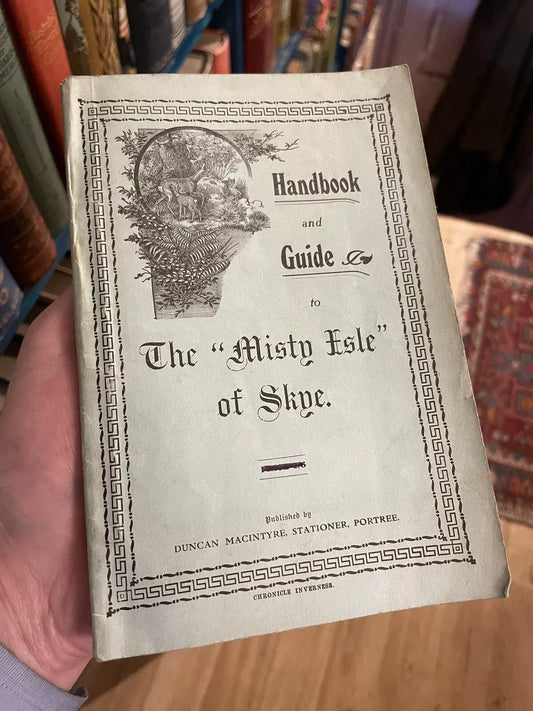 Handbook
and
Guide
to
The "Misty Isle"
of Skye.
Published by
DUNCAN MACINTYRE, STATIONER, PORTREE.
CHRONICLE INVERNESS.